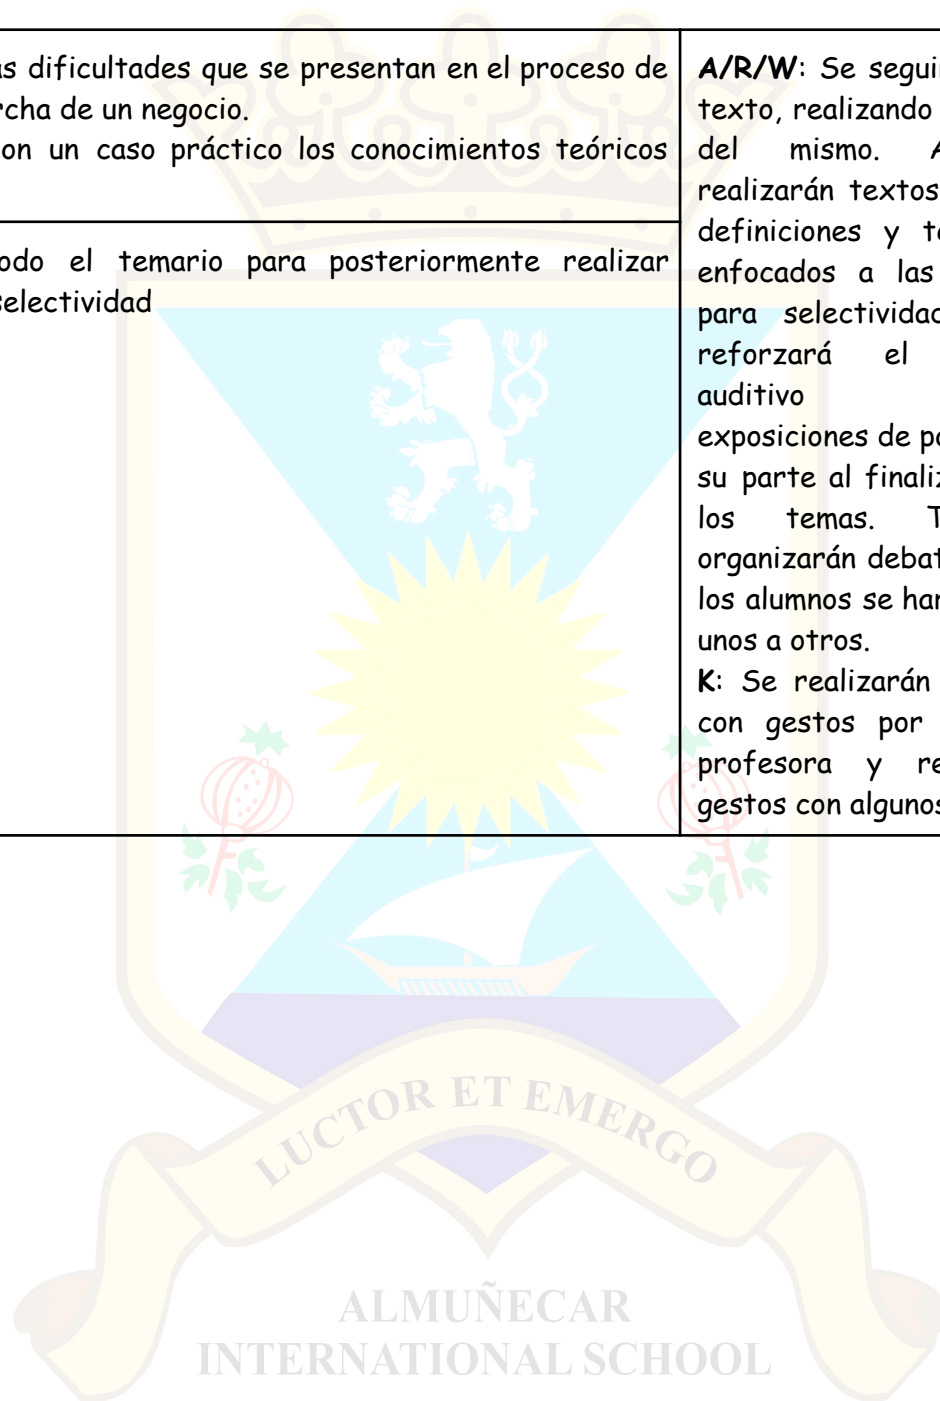 as dificultades que se presentan en el proceso de
rcha de un negocio.
on un caso práctico los conocimientos teóricos
odo el temario para posteriormente realizar
selectividad
A/R/W: Se segui
texto, realizando
del mismo. A
realizarán textos
definiciones y t
enfocados a las
para selectivida
reforzará el
auditivo
exposiciones de p
su parte al finali
los temas. T
organizarán deba
los alumnos se ha
unos a otros.
K: Se realizarán
con gestos por
profesora y re
gestos con algunos
LUCTOR ET EMERGO
ALMUÑECAR
INTERNATIONAL SCHOOL